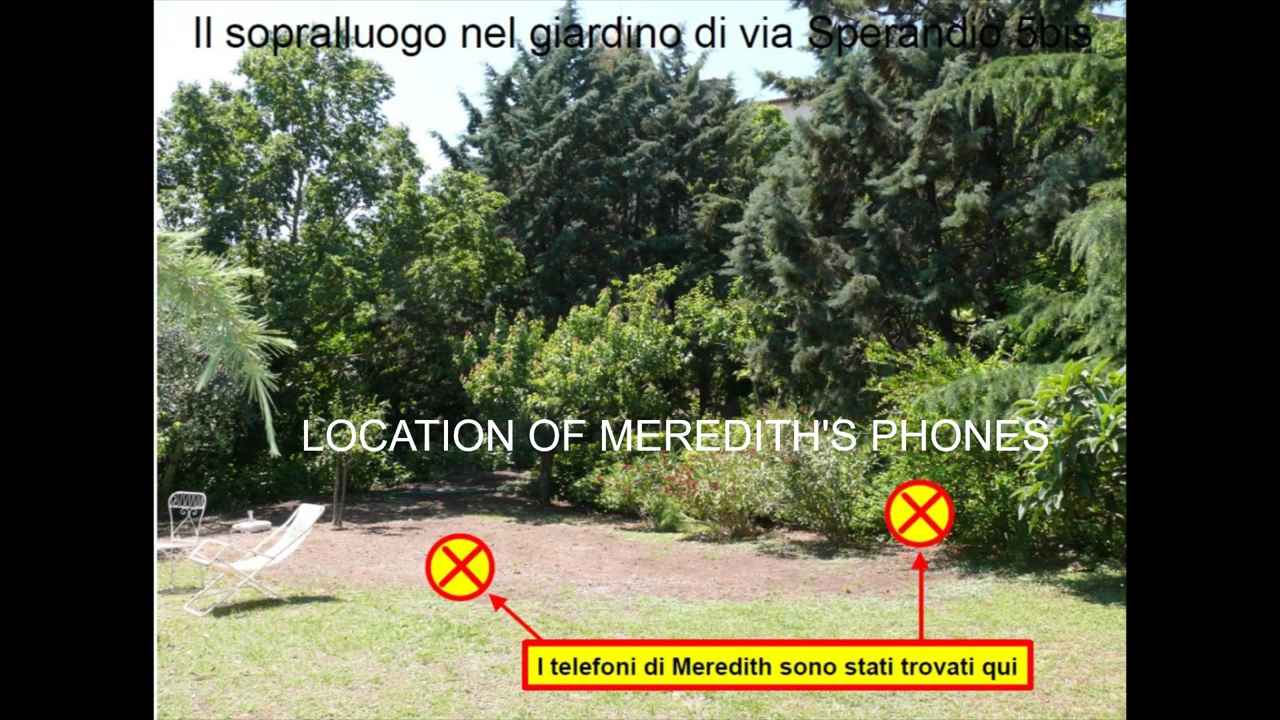 Il sopralluogo nel giardino di via Sperandio 5bis
LOCATION OF MEREDITH'S PHONES
I telefoni di Meredith sono stati trovati qui